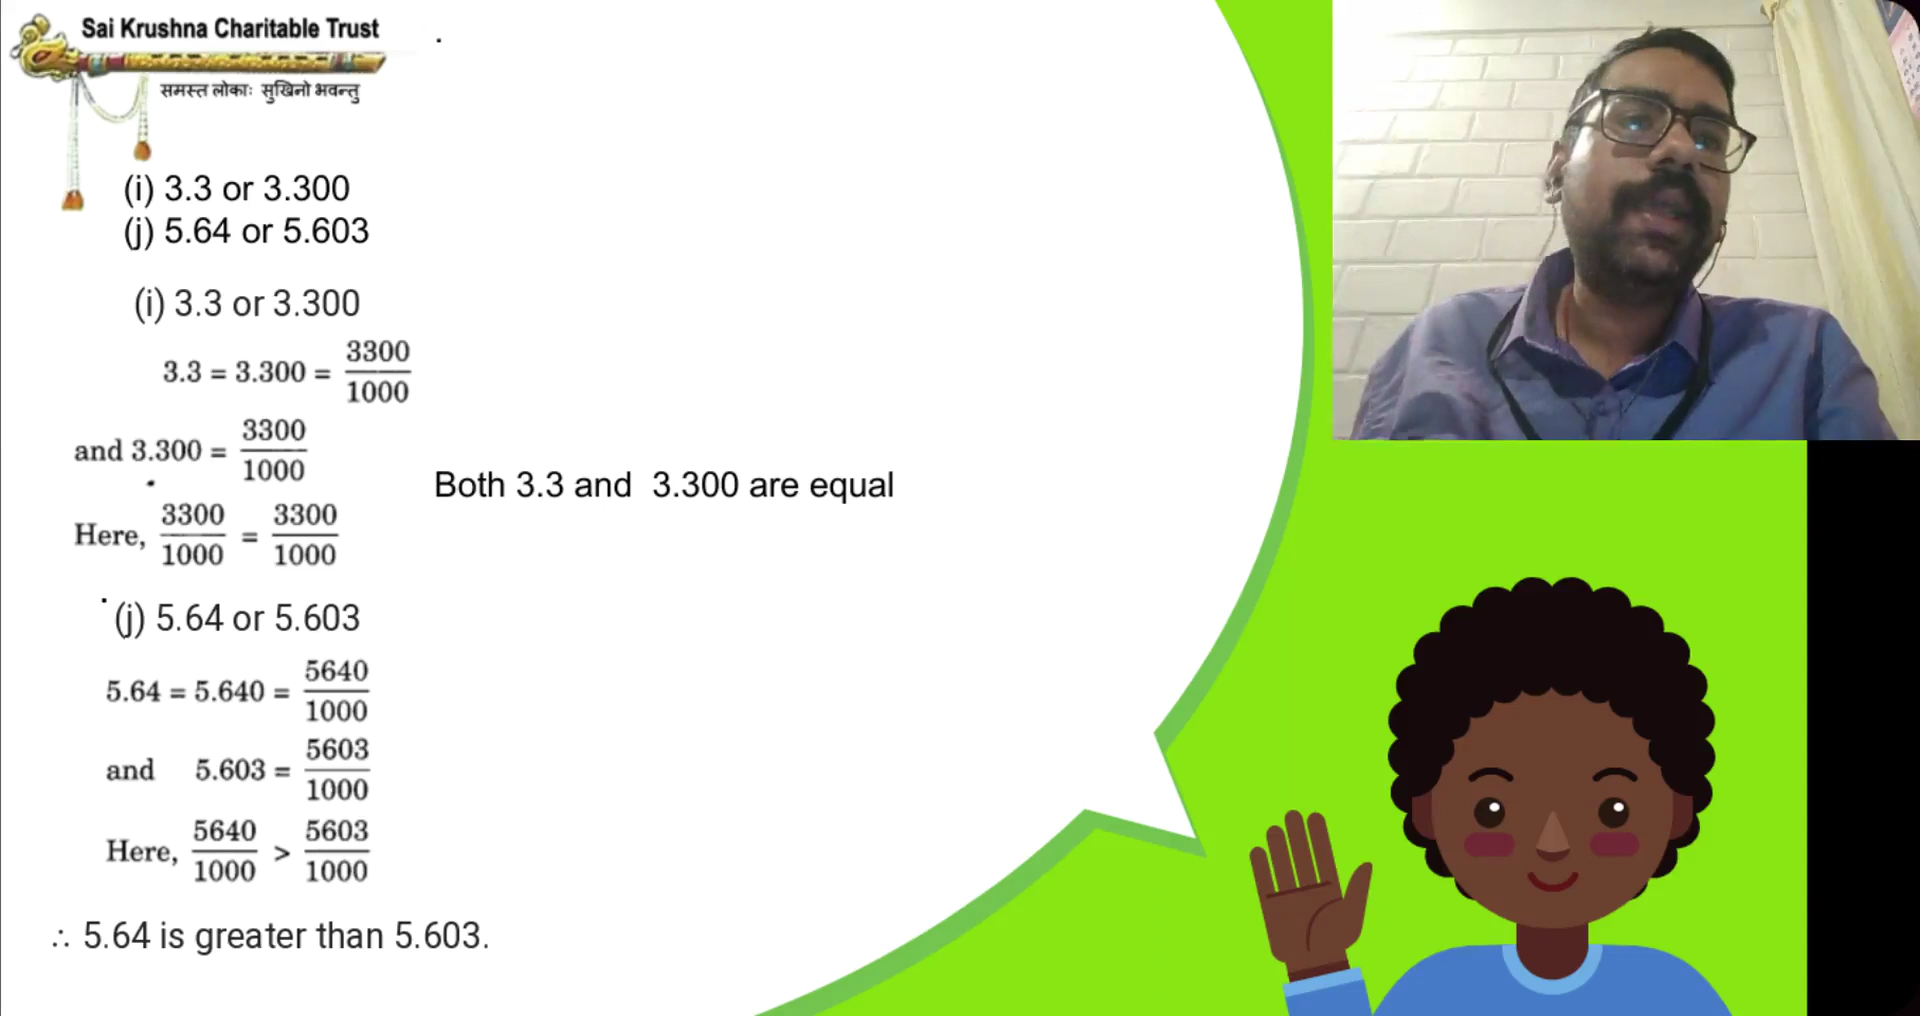 Sai Krushna Charitable Trust
समस्त लोकाः सुखिनो भवन्तु
(i) 3.3 or 3.300
(j) 5.64 or 5.603
(i) 3.3 or 3.300
3.3 = 3.300 = 3300/1000
and 3.300 = 3300/1000
Both 3.3 and 3.300 are equal
Here, 3300/1000 = 3300/1000
(j) 5.64 or 5.603
5.64 = 5.640 = 5640/1000
and 5.603 = 5603/1000
Here, 5640/1000 > 5603/1000
∴ 5.64 is greater than 5.603.